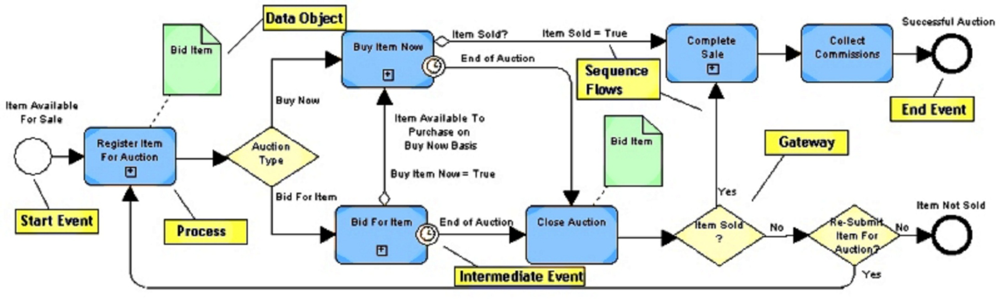 Data Object
Bid Item
Buy Item Now
Item Sold?
Item Sold = True
End of Auction
Complete
Sale
Collect
Commissions
Successful Auction
Sequence
Flows
End Event
Item Available
For Sale
Buy Now
Register Item
For Auction
Auction
Type
Item Available To
Purchase on
Buy Now Basis
Buy Item Now = True
Bid Item
Gateway
Start Event
Process
Bid For Item
Bid For Item
End of Auction
Close Auction
Yes
Item Sold
?
No
Re-Submit
Item For
Auction?
No
Item Not Sold
Intermediate Event
Yes